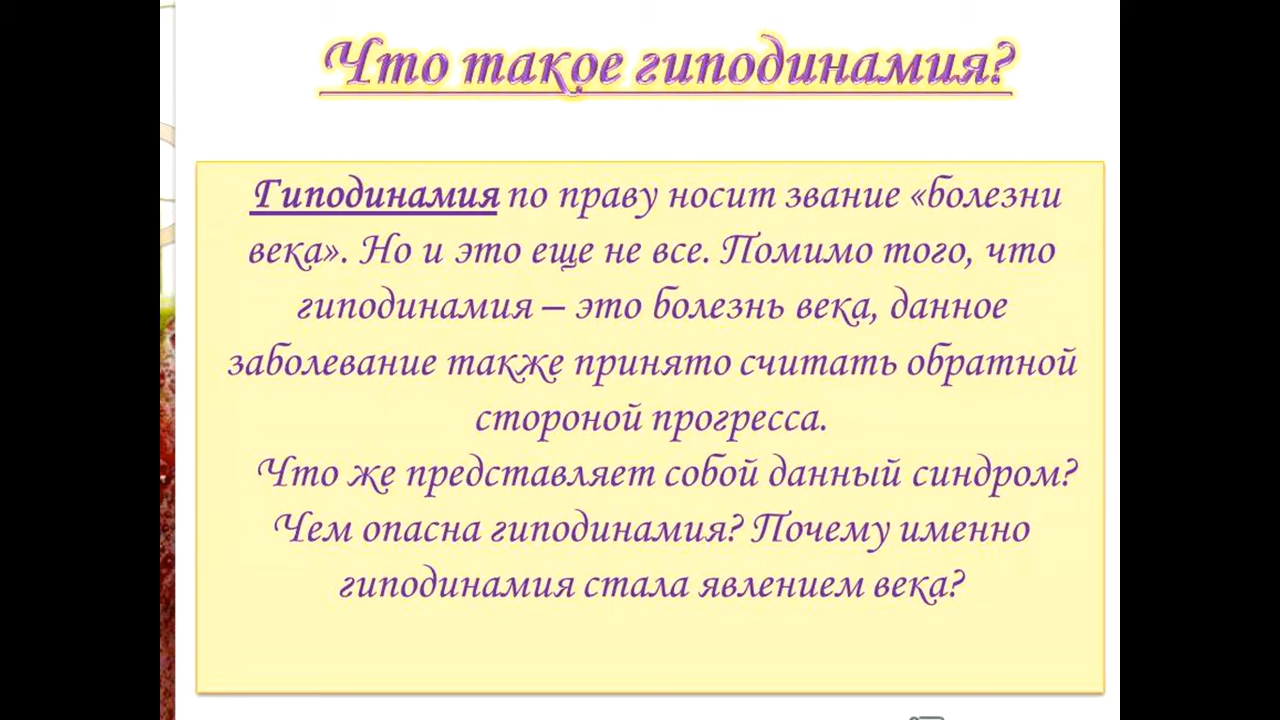 Что такое гиподинамия?
Гиподинамия по праву носит звание «болезни
века». Но и это еще не все. Помимо того, что
гиподинамия – это болезнь века, данное
заболевание также принято считать обратной
стороной прогресса.
Что же представляет собой данный синдром?
Чем опасна гиподинамия? Почему именно
гиподинамия стала явлением века?